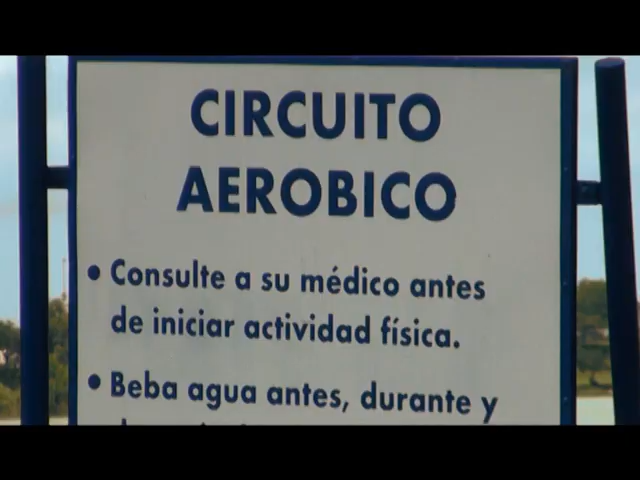 CIRCUITO
AEROBICO
• Consulte a su médico antes
de iniciar actividad física.
• Beba agua antes, durante y